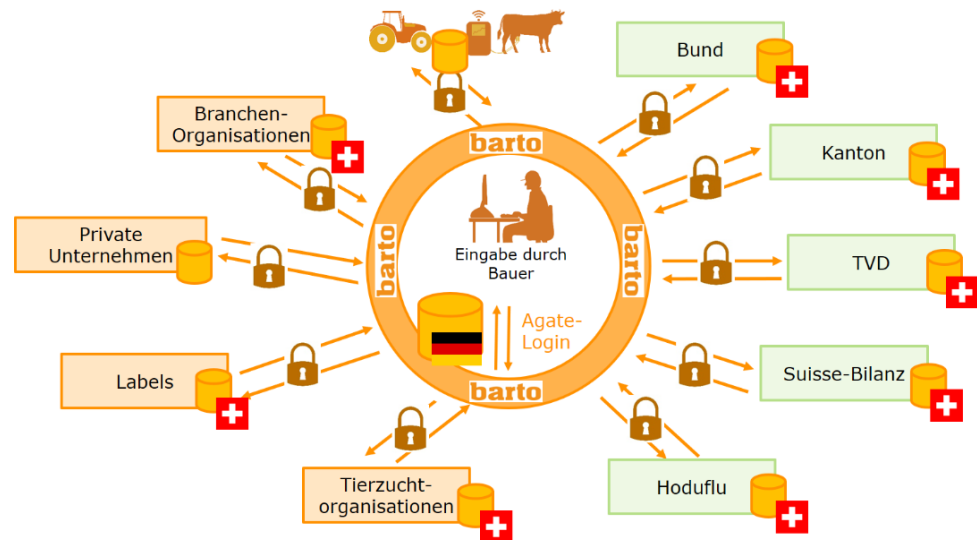 Bund
Branchen-
Organisationen
barto
Kanton
Private
Unternehmen
barto
Eingabe durch
Bauer
barto
TVD
Agate-
Login
Labels
barto
Suisse-Bilanz
Tierzucht-
organisationen
Hoduflu